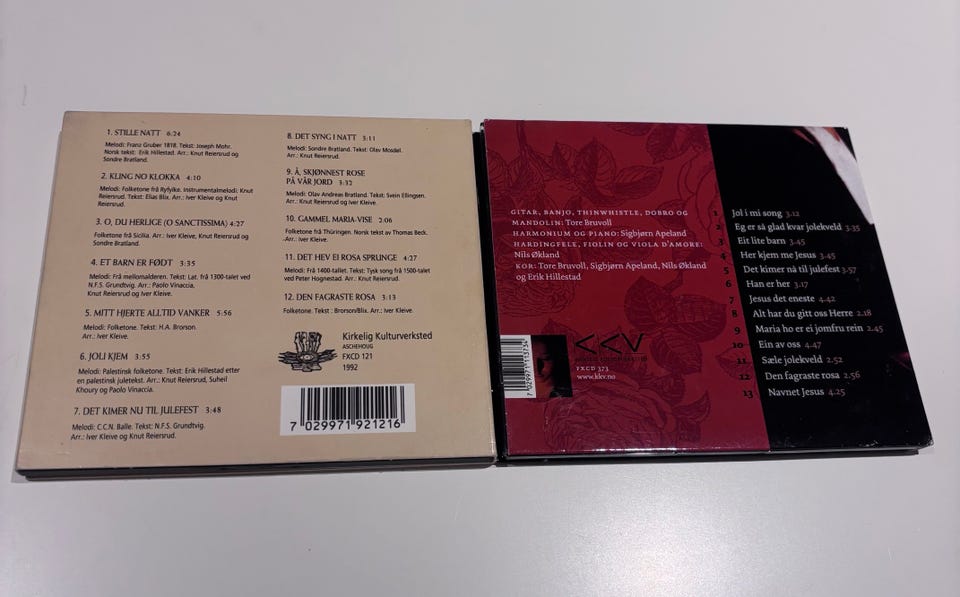 1. STILLE NATT 6:24
Melodi: Franz Gruber 1818. Tekst: Joseph Mohr.
Norsk tekst: Erik Hillestad. Arr.: Knut Reiersrud og
Sondre Bratland.
2. KLING NO KLOKKA 4:10
Melodi: Folketone frå Ryfylke. Instrumentalmelodi: Knut
Reiersrud. Tekst: Elias Blix. Arr.: Iver Kleive og Knut
Reiersrud.
3. O, DU HERLIGE (O SANCTISSIMA) 4:27
Folketone frå Sicilia. Arr.: Iver Kleive, Knut Reiersrud og
Sondre Bratland.
4. ET BARN ER FØDT 3:35
Melodi: Frå mellomalderen. Tekst: Lat. frå 1300-talet ved
N.F.S. Grundtvig. Arr.: Paolo Vinaccia,
Knut Reiersrud og Iver Kleive.
5. MITT HJERTE ALLTID VANKER 5:56
Melodi: Folketone. Tekst: H.A. Brorson.
Arr.: Iver Kleive og Knut Reiersrud.
6. JOLI KJEM 3:55
Melodi: Palestinsk folketone. Tekst: Erik Hillestad etter
en palestinsk juletekst. Arr.: Knut Reiersrud, Suheil
Khoury og Paolo Vinaccia.
7. DET KIMER NU TIL JULEFEST 3:48
Melodi: C.C.N. Balle. Tekst: N.F.S. Grundtvig.
Arr.: Iver Kleive og Knut Reiersrud.
8. DET SYNG I NATT 3:11
Melodi: Sondre Bratland. Tekst: Olav Mosdøl.
Arr.: Knut Reiersrud.
9. Å, SKJØNNEST ROSE
PÅ VÅR JORD 3:32
Melodi: Olav Andreas Bratland. Tekst: Svein Ellingsen.
Arr.: Iver Kleive og Knut Reiersrud.
10. GAMMEL MARIA-VISE 2:06
Folketone frå Thüringen. Norsk tekst av Thomas Beck.
Arr.: Iver Kleive.
11. DET HEV EI ROSA SPRUNGE 4:27
Melodi: Frå 1400-tallet. Tekst: Tysk song frå 1500-talet
ved Peter Hognestad. Arr.: Iver Kleive.
12. DEN FAGRASTE ROSA 3:13
Folketone. Tekst : Brorson/Blix. Arr.: Iver Kleive.
Kirkelig Kulturverksted
ASCHEHOUG
FXCD 121
1992
7 029971 921216
GITAR, BANJO, THINWHISTLE, DOBRO OG
MANDOLIN: Tore Bruvoll
HARMONIUM OG PIANO: Sigbjørn Apeland
HARDINGFELE, FIOLIN OG VIOLA D'AMORE:
Nils Økland
KOR: Tore Bruvoll, Sigbjørn Apeland, Nils Økland
og Erik Hillestad
KKV
FXCD 373
www.kkv.no
7 029971 113734
1 Jol i mi song 3.12
2 Eg er så glad kvar jolekveld 3.35
3 Eit lite barn 3.45
4 Her kjem me Jesus 3.45
5 Det kimer nå til julefest 3.57
6 Han er her 3.17
7 Jesus det eneste 4.42
8 Alt har du gitt oss Herre 2.18
9 Maria ho er ei jomfru rein 2.45
10 Ein av oss 4.47
11 Sæle jolekveld 2.52
12 Den fagraste rosa 2.56
13 Navnet Jesus 4.25